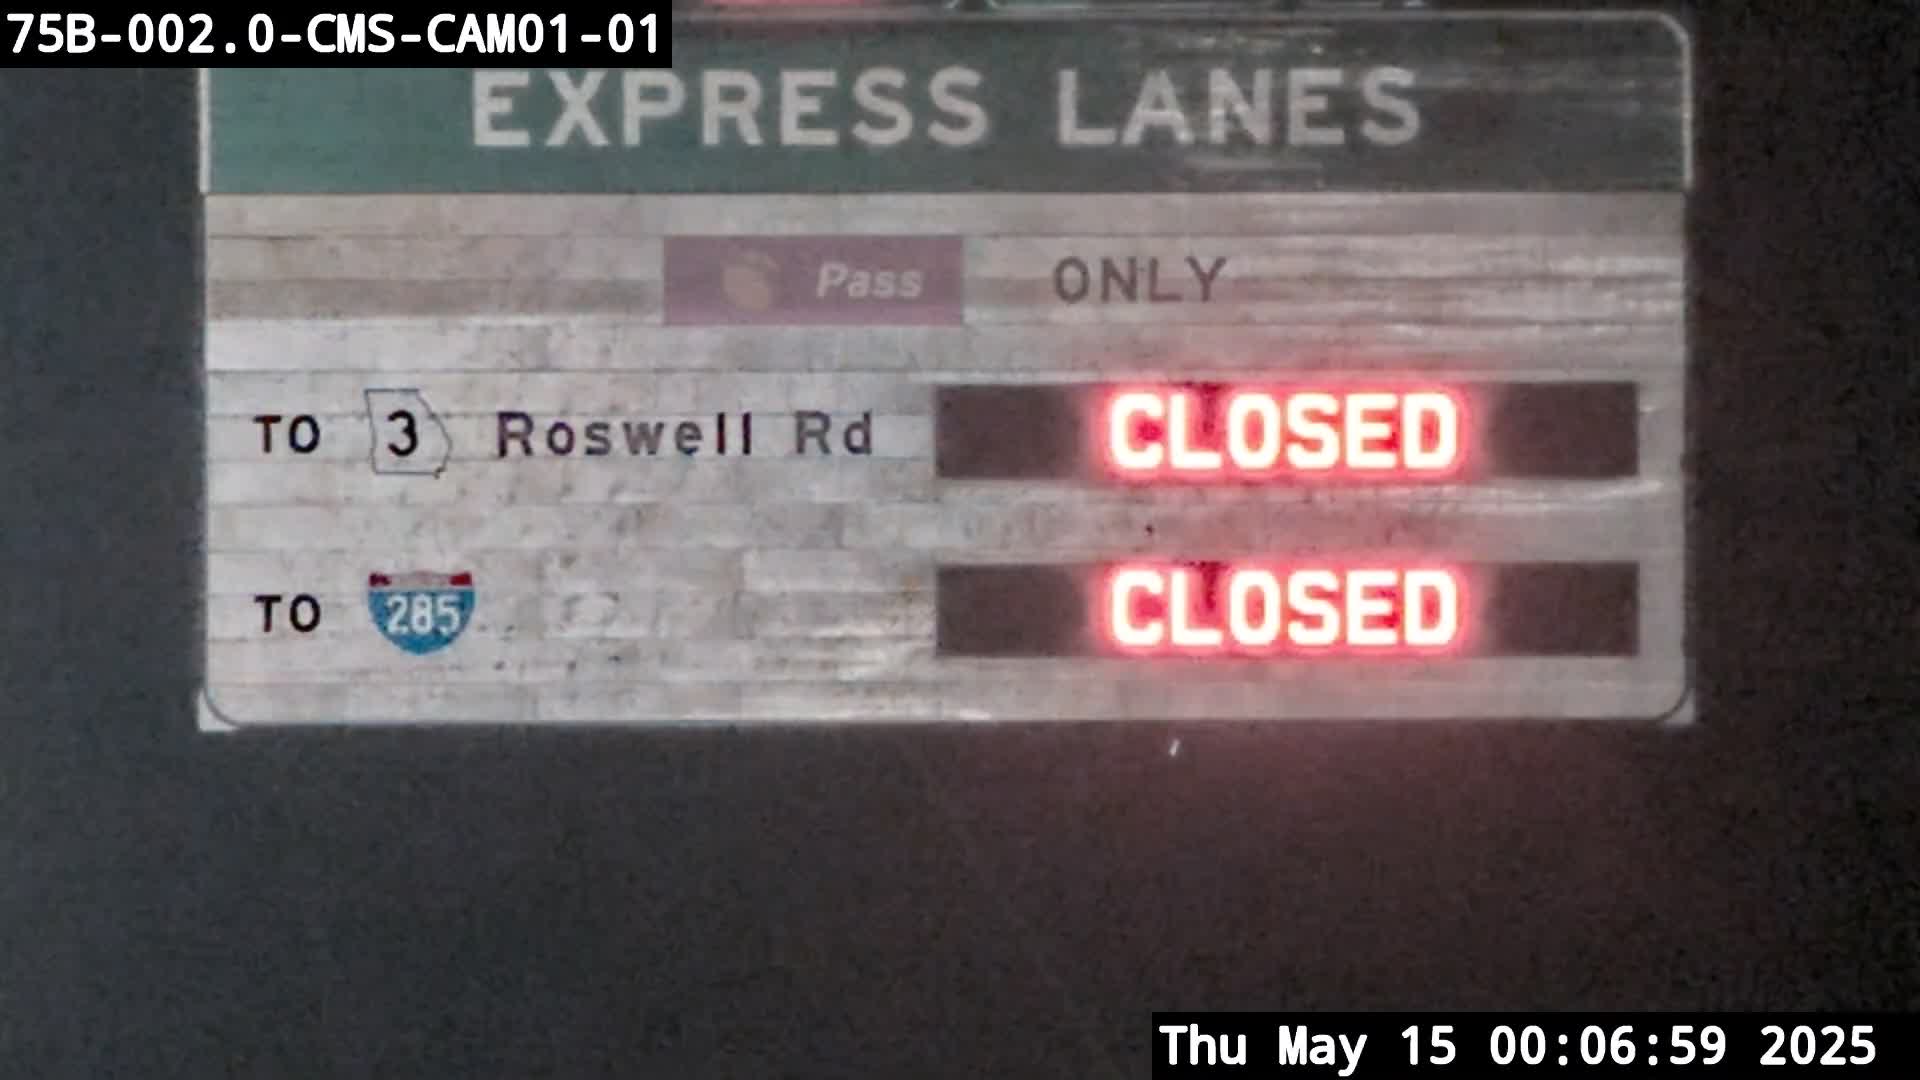 75B-002.0-CMS-CAM01-01
EXPRESS LANES
Pass ONLY
TO 3 Roswell Rd CLOSED
TO 285 CLOSED
Thu May 15 00:06:59 2025